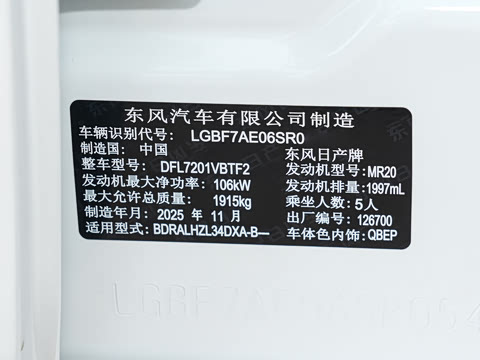 东风汽车有限公司制造
车辆识别代号: LGBF7AE06SR0
制造国: 中国 东风日产牌
整车型号: DFL7201VBTF2 发动机型号: MR20
发动机最大净功率: 106kW 发动机排量: 1997mL
最大允许总质量: 1915kg 乘坐人数: 5人
制造年月: 2025 年 11 月 出厂编号: 126700
适用型式: BDRALHZL34DXA-B— 车体色内饰: QBEP